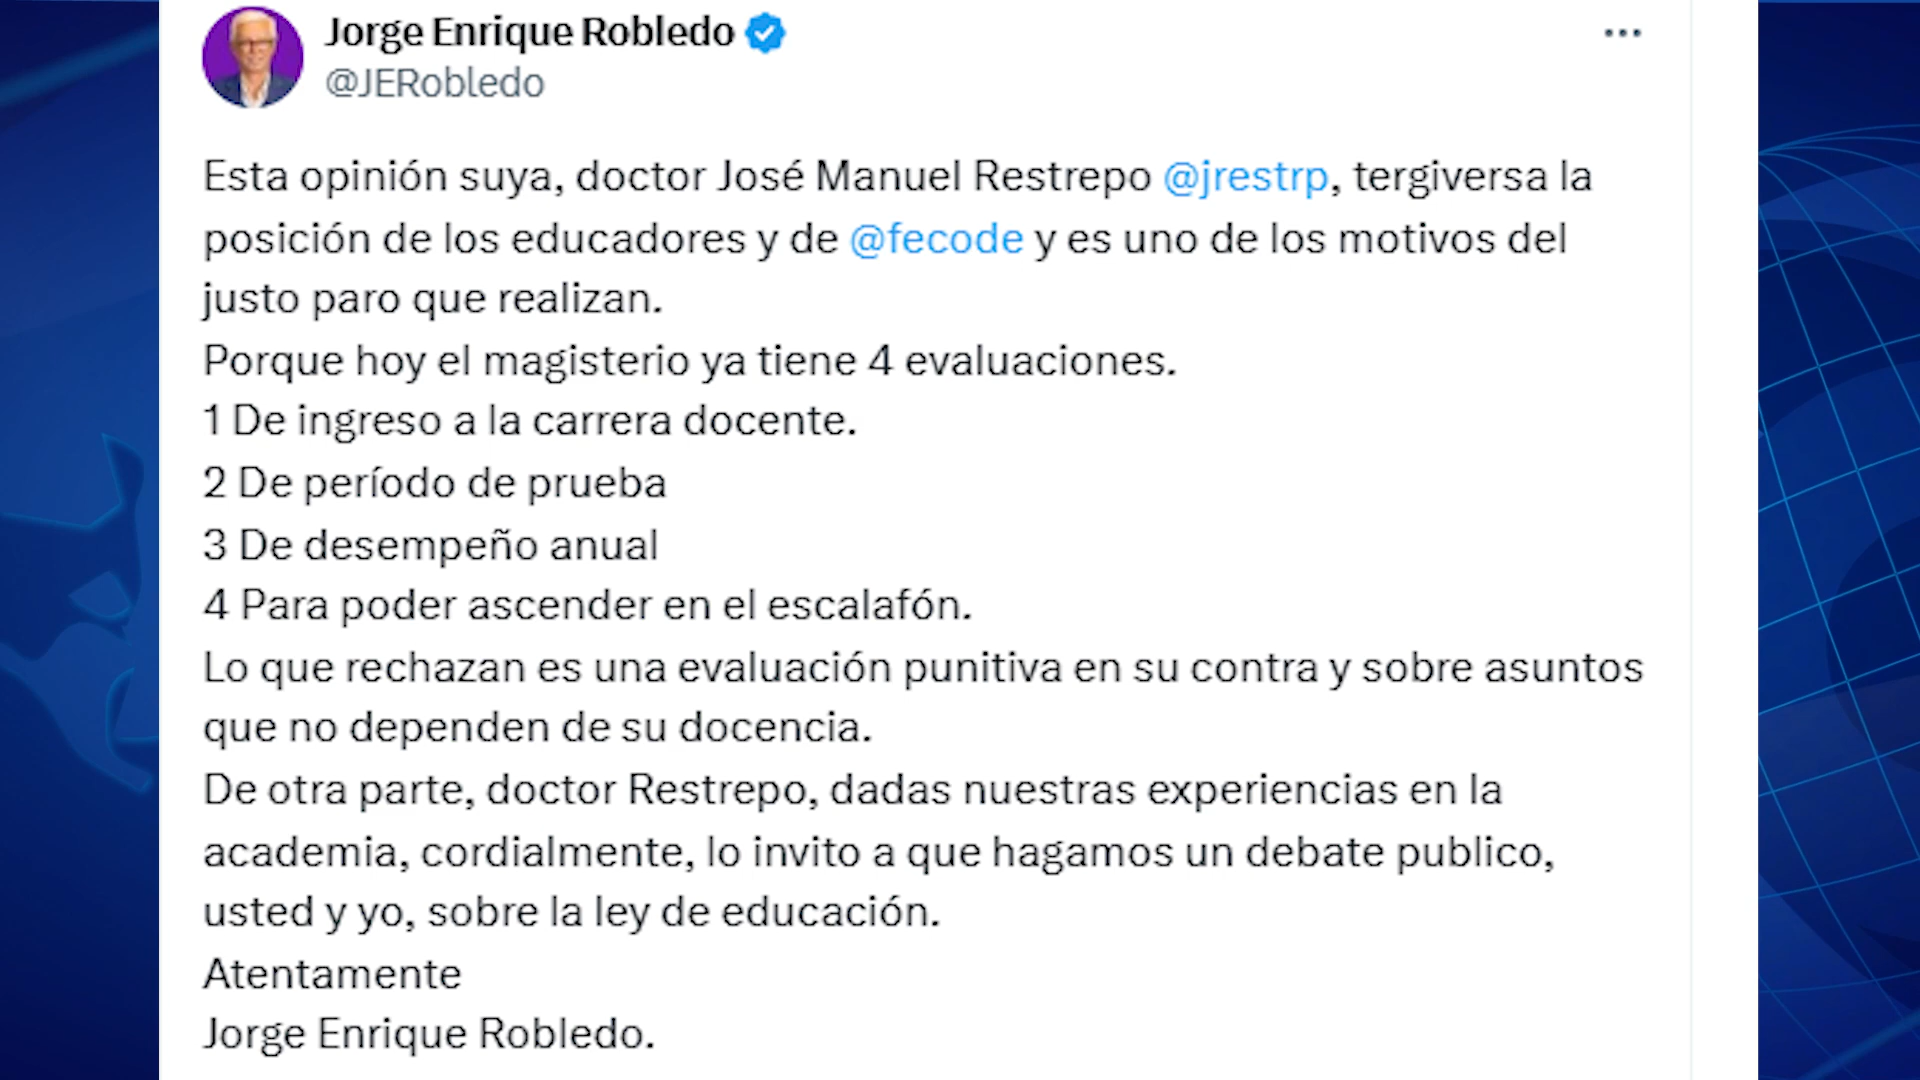 Jorge Enrique Robledo
@JERobledo
Esta opinión suya, doctor José Manuel Restrepo @jrestrp, tergiversa la
posición de los educadores y de @fecode y es uno de los motivos del
justo paro que realizan.
Porque hoy el magisterio ya tiene 4 evaluaciones.
1 De ingreso a la carrera docente.
2 De período de prueba
3 De desempeño anual
4 Para poder ascender en el escalafón.
Lo que rechazan es una evaluación punitiva en su contra y sobre asuntos
que no dependen de su docencia.
De otra parte, doctor Restrepo, dadas nuestras experiencias en la
academia, cordialmente, lo invito a que hagamos un debate publico,
usted y yo, sobre la ley de educación.
Atentamente
Jorge Enrique Robledo.